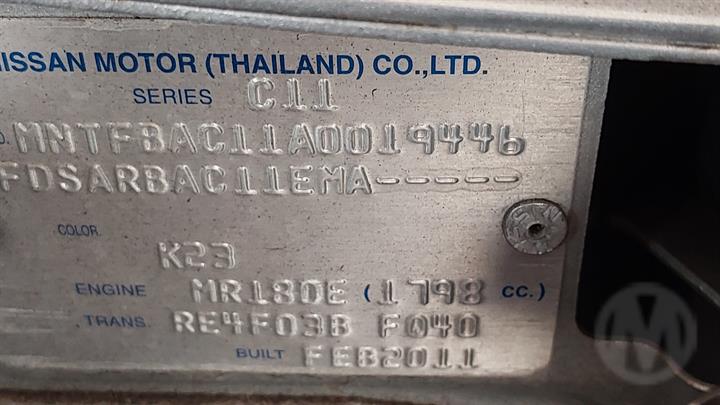 NISSAN MOTOR (THAILAND) CO.,LTD.
SERIES C11
MNTFBAC11A0019446
FDSARBAC11EMA-----
COLOR
K23
ENGINE MR18DE (1798 CC.)
TRANS. RE4F03B F040
BUILT FEB2011
M